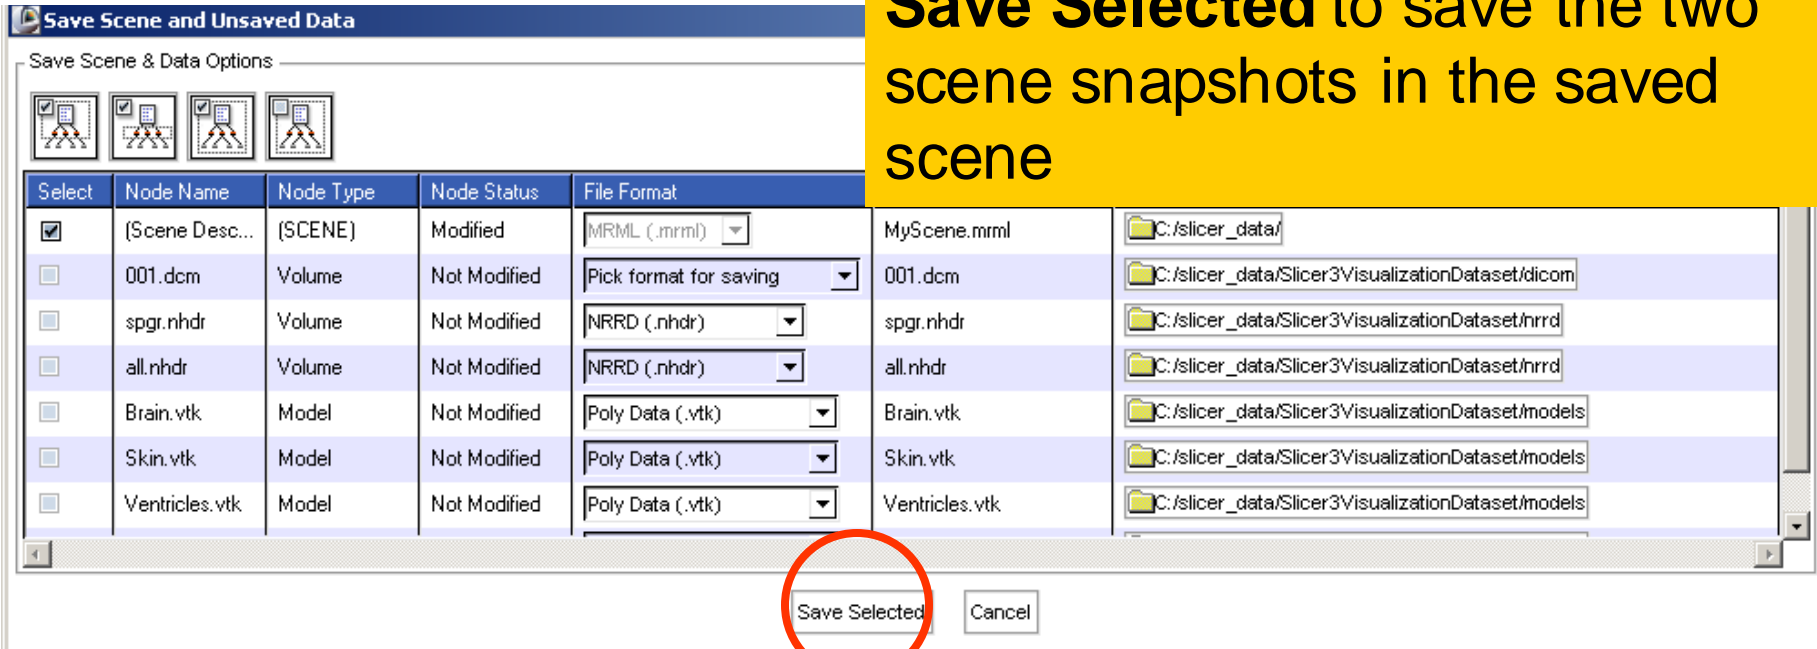 Save Scene and Unsaved Data
Save Selected to save the two
scene snapshots in the saved
scene
Save Scene & Data Options
Select Node Name Node Type Node Status File Format
(Scene Desc... (SCENE) Modified MRML (.mrml) MyScene.mrml C:/slicer_data/
001.dcm Volume Not Modified Pick format for saving 001.dcm C:/slicer_data/Slicer3VisualizationDataset/dicom
spgr.nhdr Volume Not Modified NRRD (.nhdr) spgr.nhdr C:/slicer_data/Slicer3VisualizationDataset/nrrd
all.nhdr Volume Not Modified NRRD (.nhdr) all.nhdr C:/slicer_data/Slicer3VisualizationDataset/nrrd
Brain.vtk Model Not Modified Poly Data (.vtk) Brain.vtk C:/slicer_data/Slicer3VisualizationDataset/models
Skin.vtk Model Not Modified Poly Data (.vtk) Skin.vtk C:/slicer_data/Slicer3VisualizationDataset/models
Ventricles.vtk Model Not Modified Poly Data (.vtk) Ventricles.vtk C:/slicer_data/Slicer3VisualizationDataset/models
Save Selected Cancel